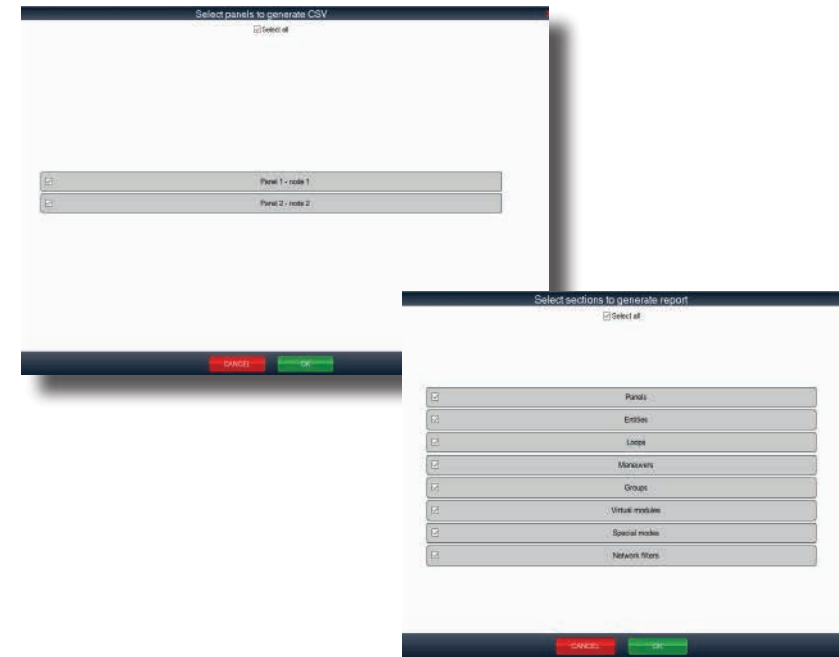 Select panels to generate CSV
Select all
Panel 1 - node 1
Panel 2 - node 2
CANCEL
OK
Select sections to generate report
Select all
Panels
Entities
Loops
Maneuvers
Groups
Virtual modules
Special modes
Network filters
CANCEL
OK